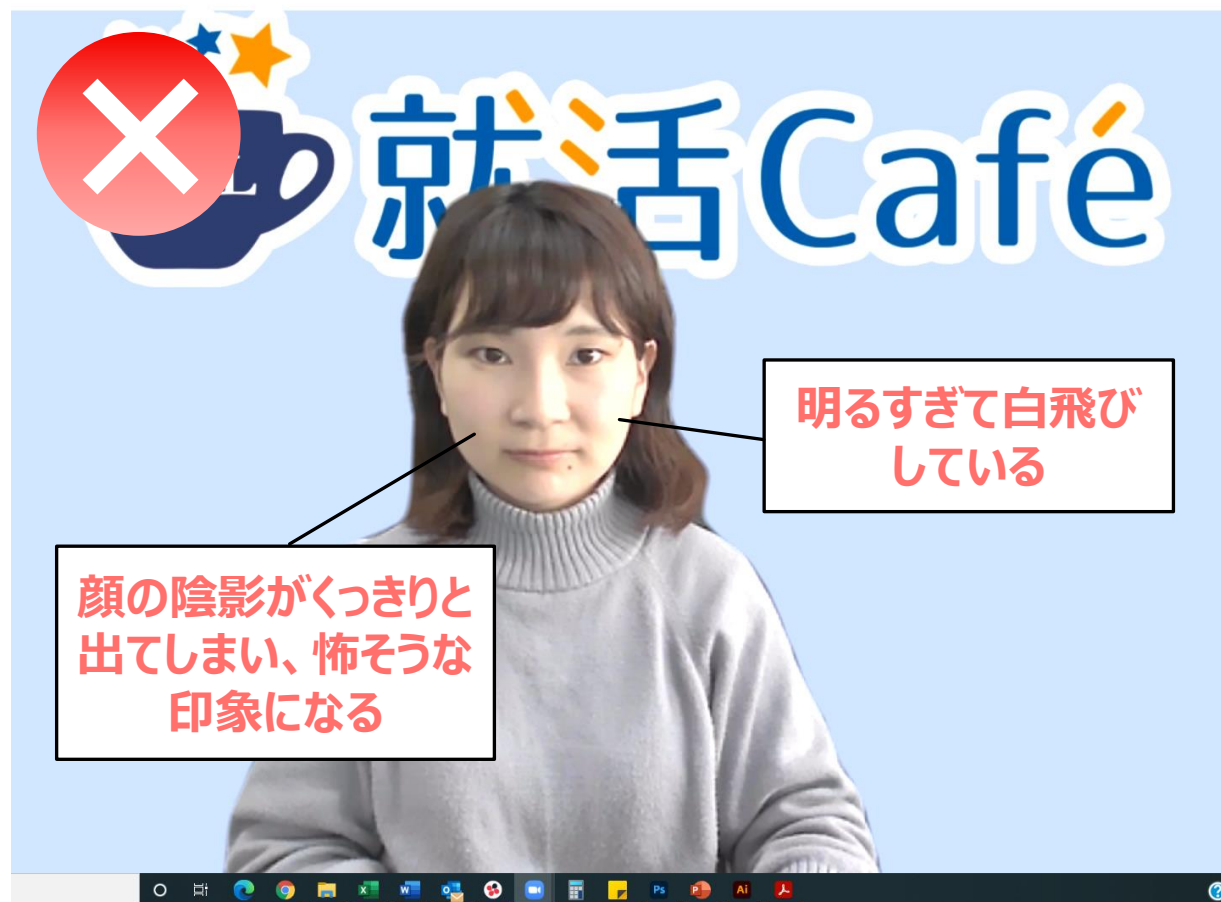 就活Café
明るすぎて白飛び
している
顔の陰影がくっきりと
出てしまい、怖そうな
印象になる